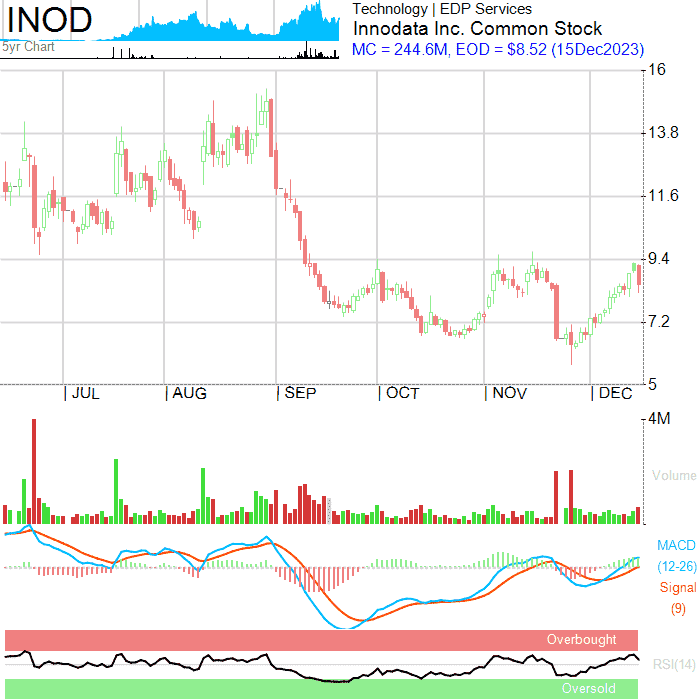 INOD
5yr Chart
Technology | EDP Services
Innodata Inc. Common Stock
MC = 244.6M, EOD = $8.52 (15Dec2023)
16
13.8
11.6
9.4
7.2
5
JUL AUG SEP OCT NOV DEC
4M
Volume
MACD
(12-26)
Signal
(9)
Overbought
RSI(14)
Oversold